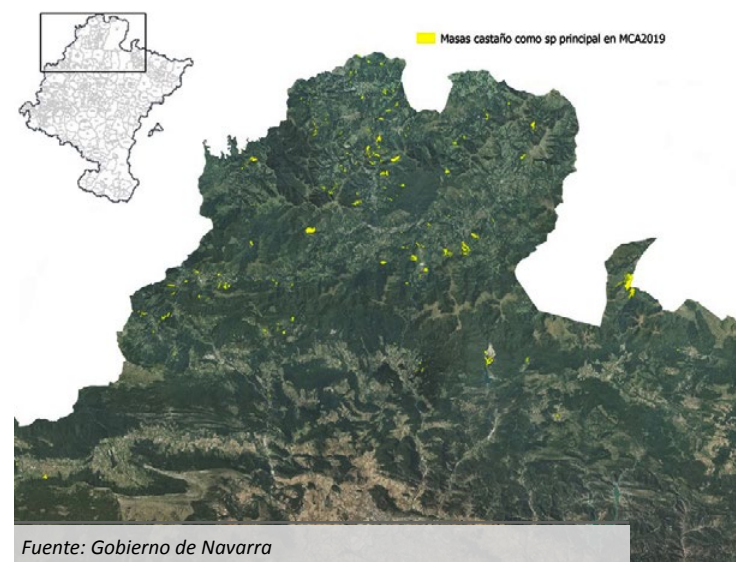 Masas castaño como sp principal en MCA2019
Fuente: Gobierno de Navarra